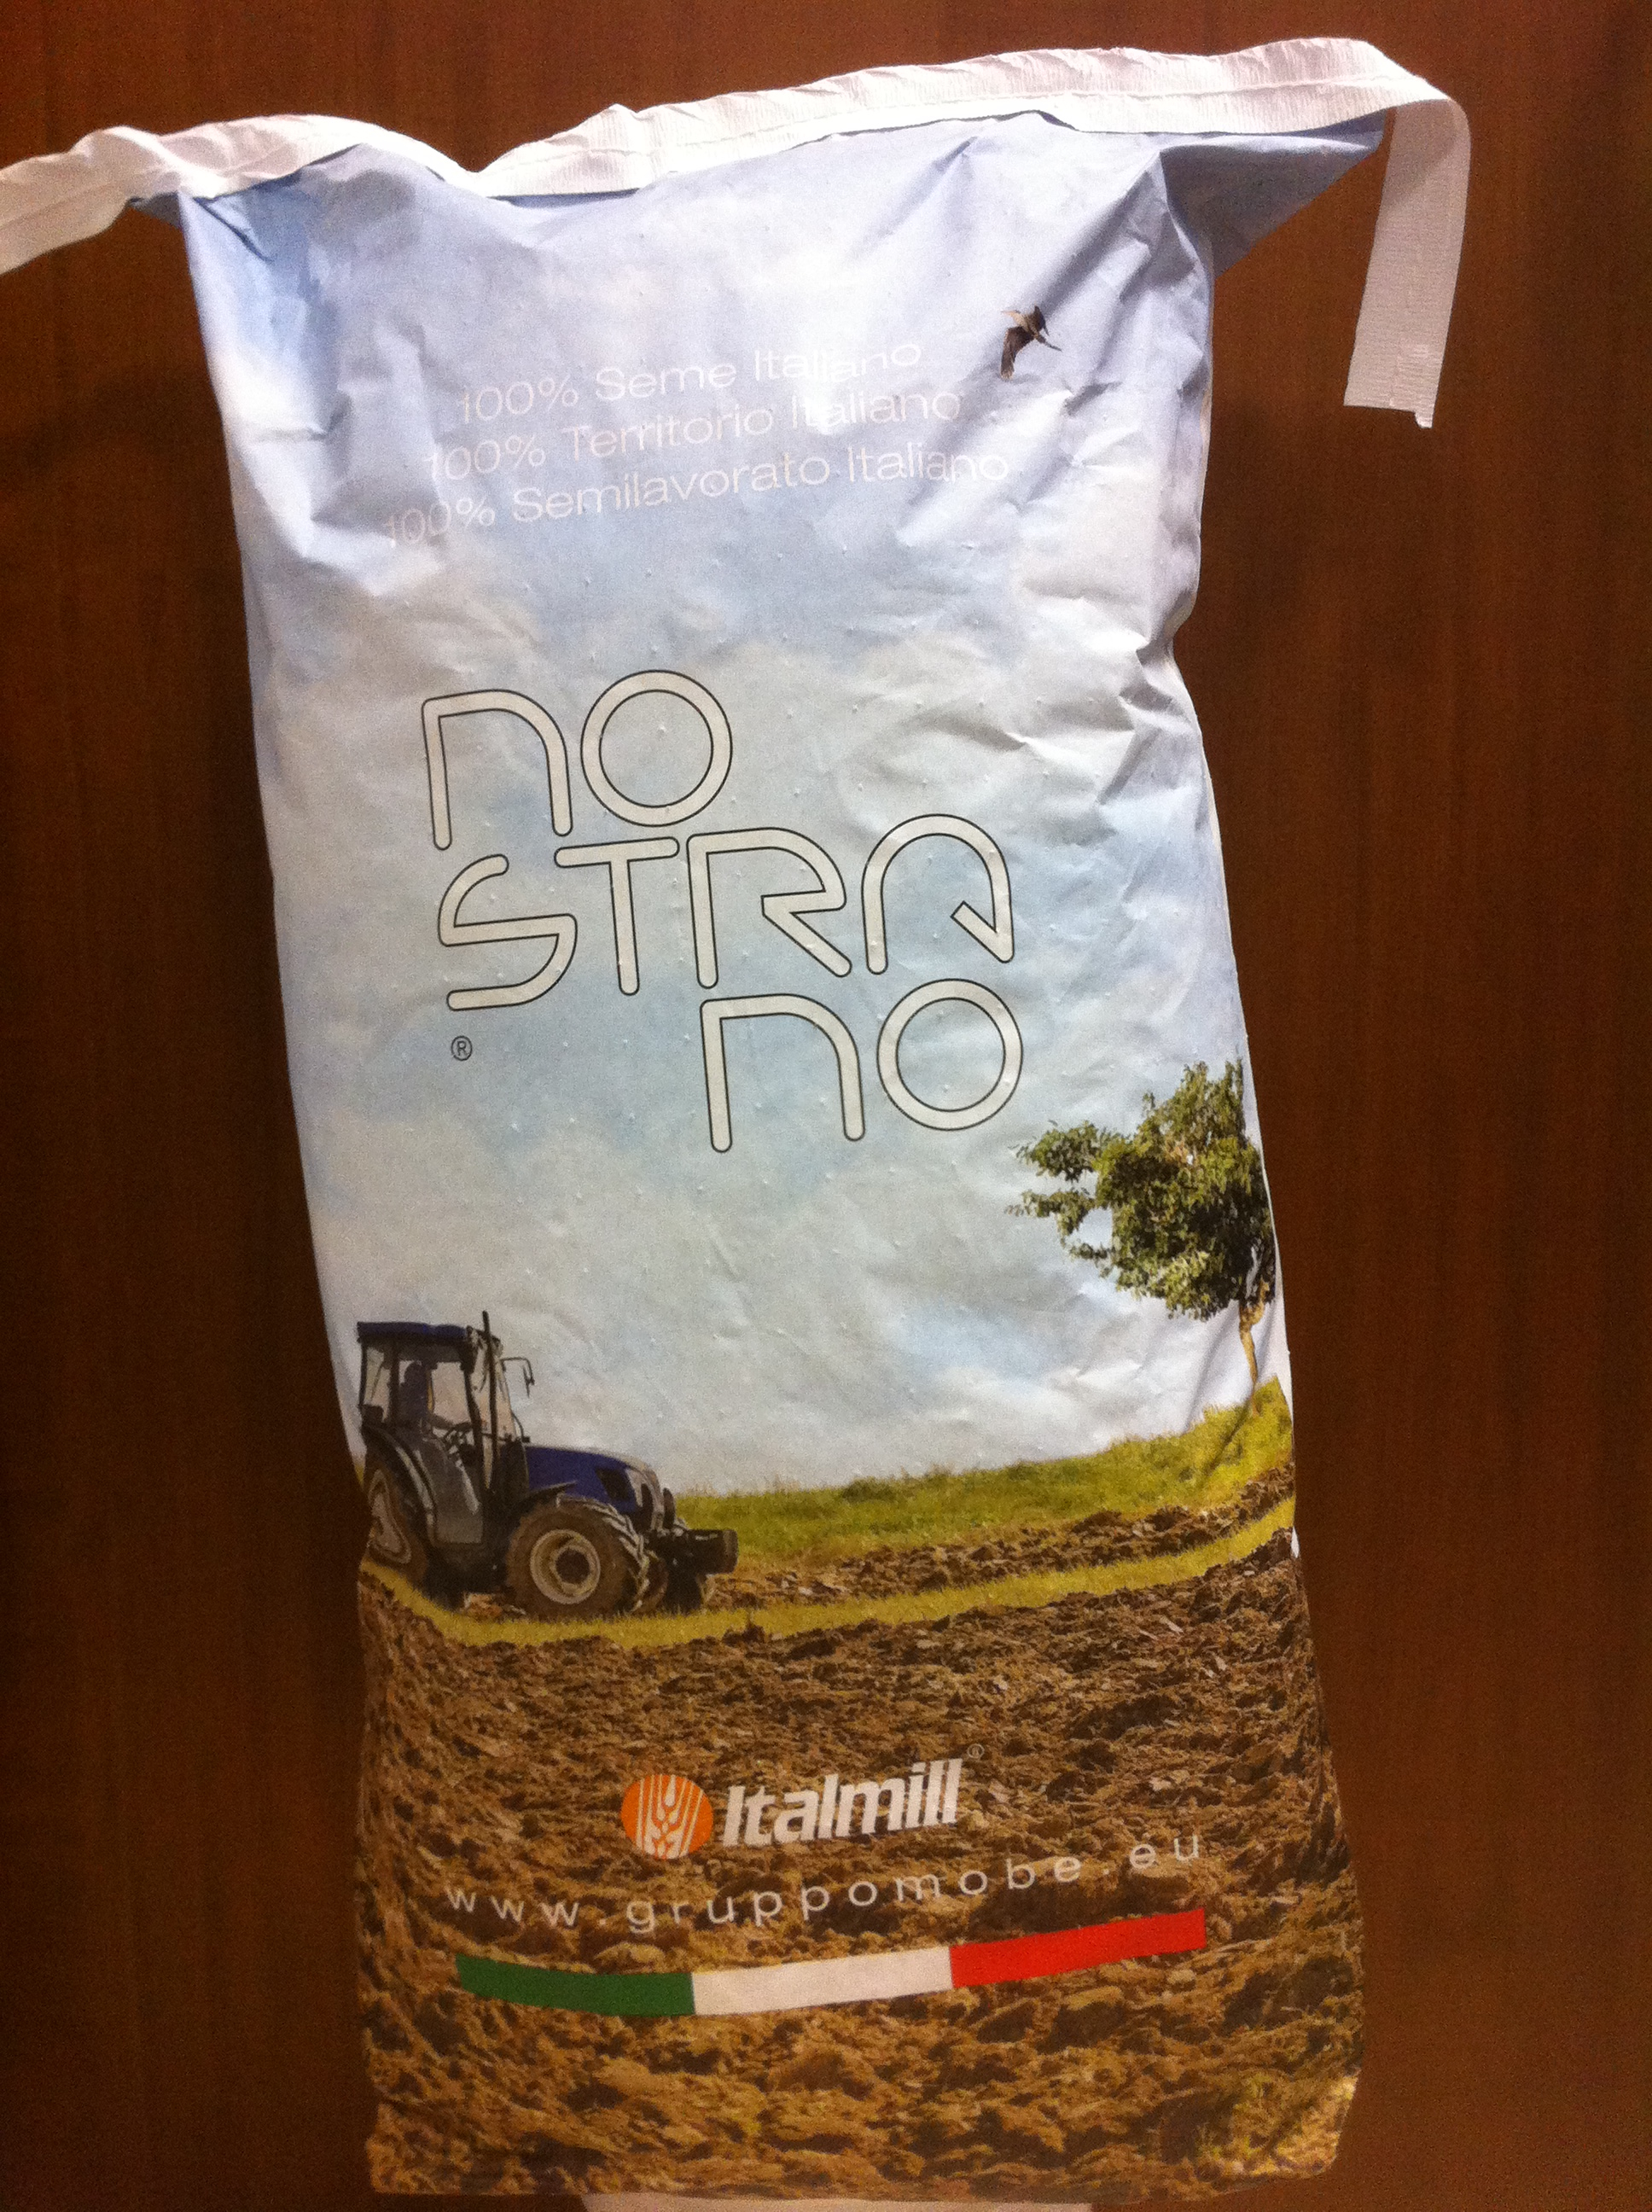 100% Seme Italiano
100% Territorio Italiano
100% Semilavorato Italiano
NO
STRA
NO
®
Italmill®
www.gruppomobe.eu